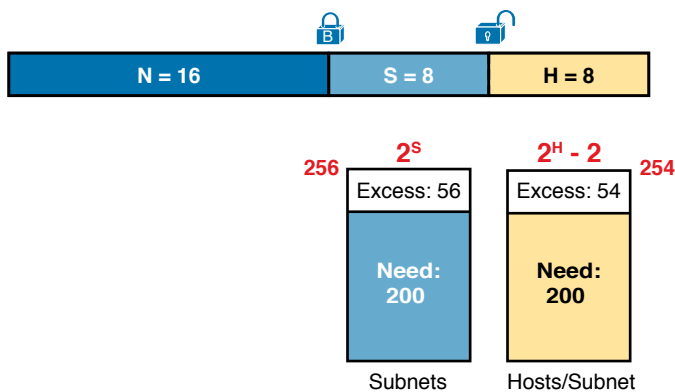 B
N = 16 S = 8 H = 8
2ˢ 2ᴴ - 2
256 254
Excess: 56 Excess: 54
Need: Need:
200 200
Subnets Hosts/Subnet